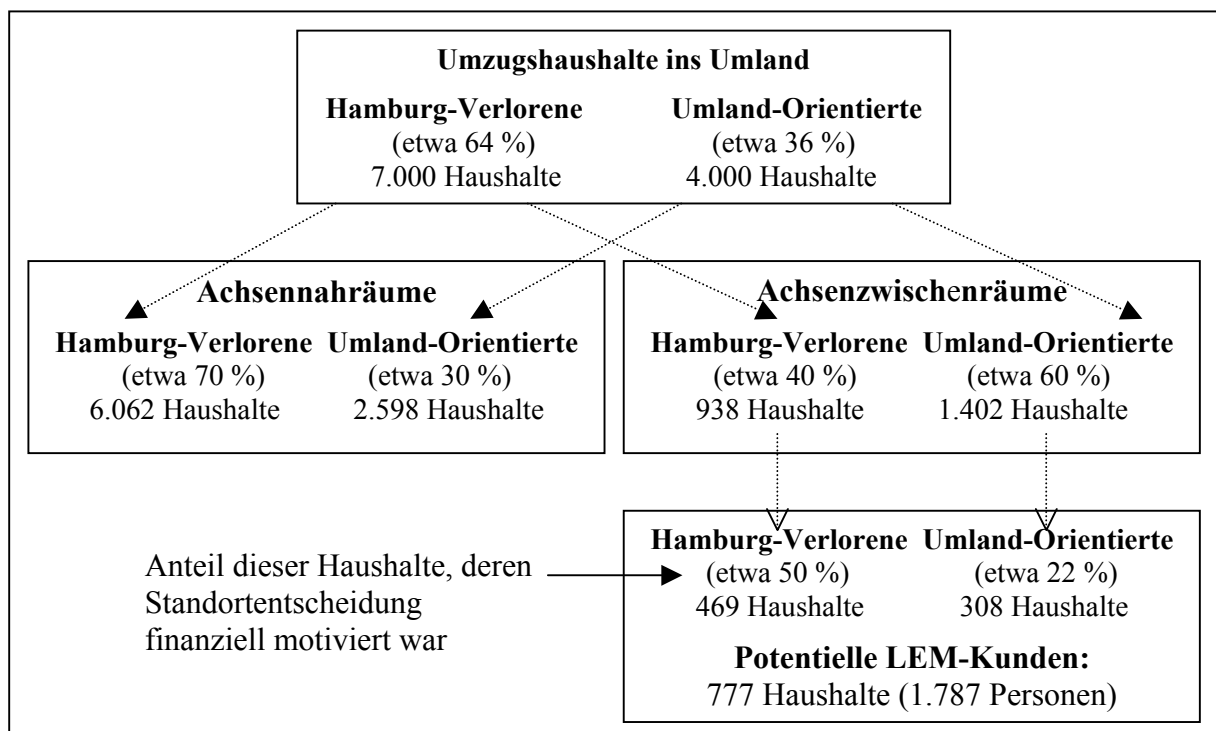 Umzugshaushalte ins Umland
Hamburg-Verlorene Umland-Orientierte
(etwa 64 %) (etwa 36 %)
7.000 Haushalte 4.000 Haushalte
Achsennahräume
Hamburg-Verlorene Umland-Orientierte
(etwa 70 %) (etwa 30 %)
6.062 Haushalte 2.598 Haushalte
Achsenzwischenräume
Hamburg-Verlorene Umland-Orientierte
(etwa 40 %) (etwa 60 %)
938 Haushalte 1.402 Haushalte
Anteil dieser Haushalte, deren
Standortentscheidung
finanziell motiviert war
Hamburg-Verlorene Umland-Orientierte
(etwa 50 %) (etwa 22 %)
469 Haushalte 308 Haushalte
Potentielle LEM-Kunden:
777 Haushalte (1.787 Personen)